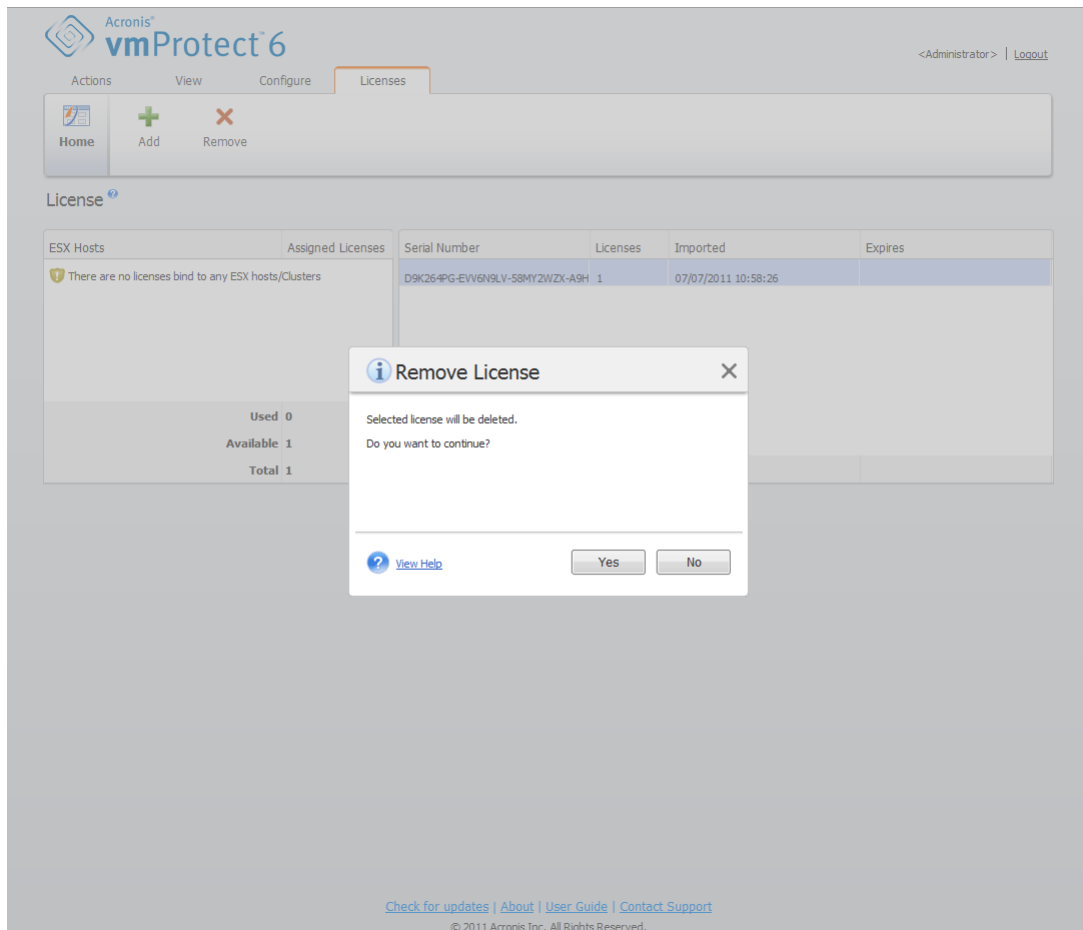 Acronis®
vmProtect™ 6
<Administrator> | Logout
Actions View Configure Licenses
Home Add Remove
License ?
ESX Hosts Assigned Licenses Serial Number Licenses Imported Expires
There are no licenses bind to any ESX hosts/Clusters D9K264PG-EVV6N9LV-58MY2WZX-A9H 1 07/07/2011 10:58:26
Used 0
Available 1
Total 1
Remove License
Selected license will be deleted.
Do you want to continue?
? View Help Yes No
Check for updates | About | User Guide | Contact Support
© 2011 Acronis Inc. All Rights Reserved.